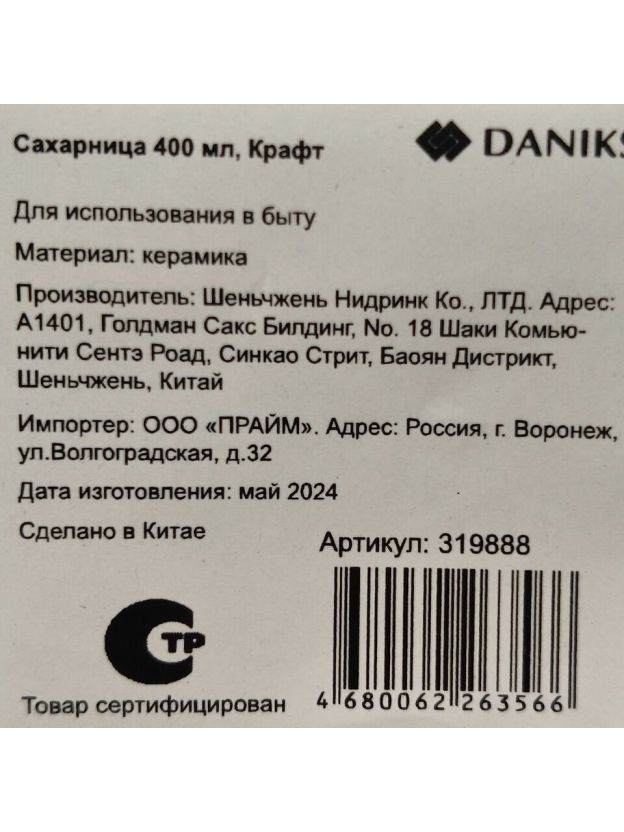 Сахарница 400 мл, Крафт
DANIKS
Для использования в быту
Материал: керамика
Производитель: Шеньчжень Нидринк Ко., ЛТД. Адрес:
А1401, Голдман Сакс Билдинг, No. 18 Шаки Комью-
нити Сентэ Роад, Синкао Стрит, Баоян Дистрикт,
Шеньчжень, Китай
Импортер: ООО «ПРАЙМ». Адрес: Россия, г. Воронеж,
ул.Волгоградская, д.32
Дата изготовления: май 2024
Сделано в Китае
Артикул: 319888
ТР
Товар сертифицирован
4 680062 263566